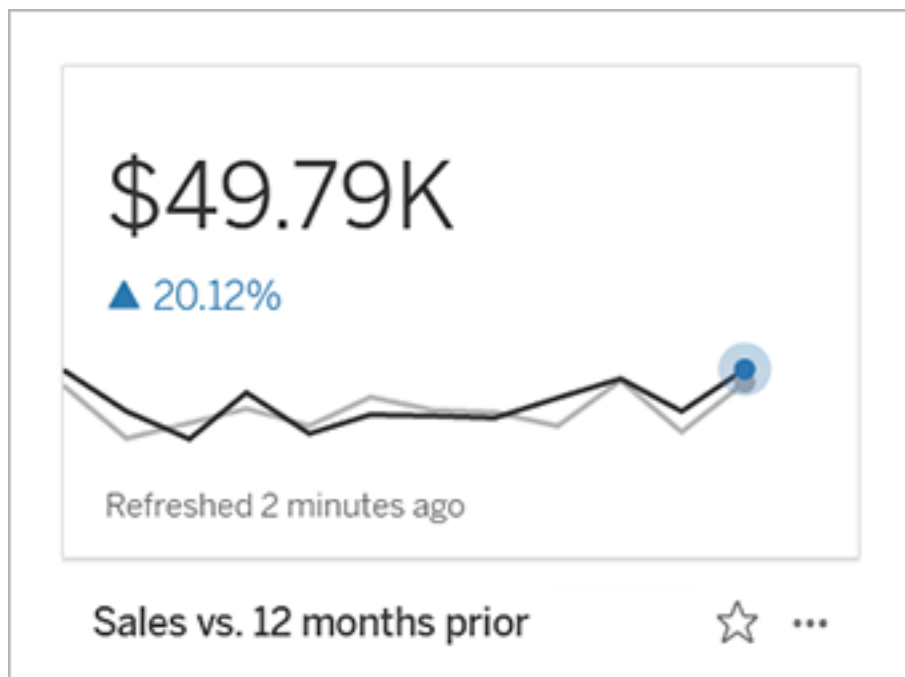 $49.79K
▲ 20.12%
Refreshed 2 minutes ago
Sales vs. 12 months prior